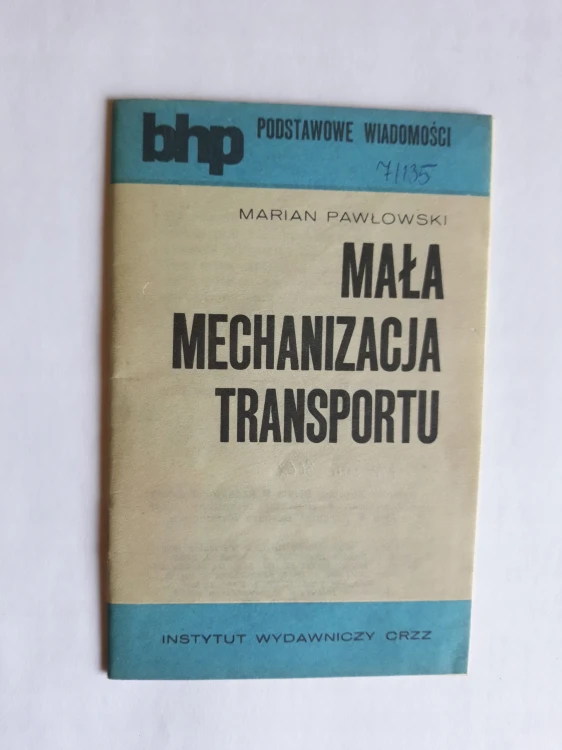 bhp PODSTAWOWE WIADOMOŚCI
7/135
MARIAN PAWŁOWSKI
MAŁA
MECHANIZACJA
TRANSPORTU
INSTYTUT WYDAWNICZY CRZZ